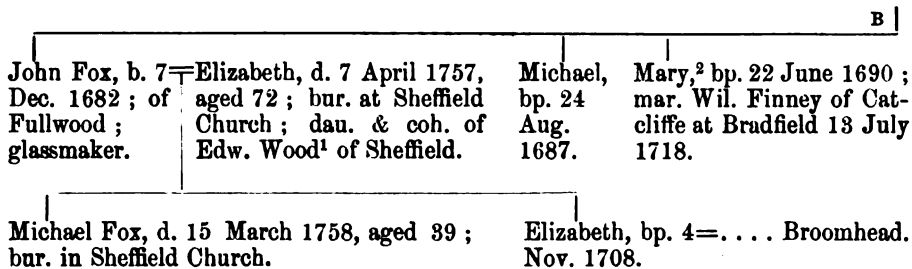 B
John Fox, b. 7 Dec. 1682 ; of Fullwood ; glassmaker.
=Elizabeth, d. 7 April 1757, aged 72 ; bur. at Sheffield Church ; dau. & coh. of Edw. Wood¹ of Sheffield.
Michael, bp. 24 Aug. 1687.
Mary,² bp. 22 June 1690 ; mar. Wil. Finney of Catcliffe at Bradfield 13 July 1718.
Michael Fox, d. 15 March 1758, aged 39 ; bur. in Sheffield Church.
Elizabeth, bp. 4 Nov. 1708.
=. . . . Broomhead.